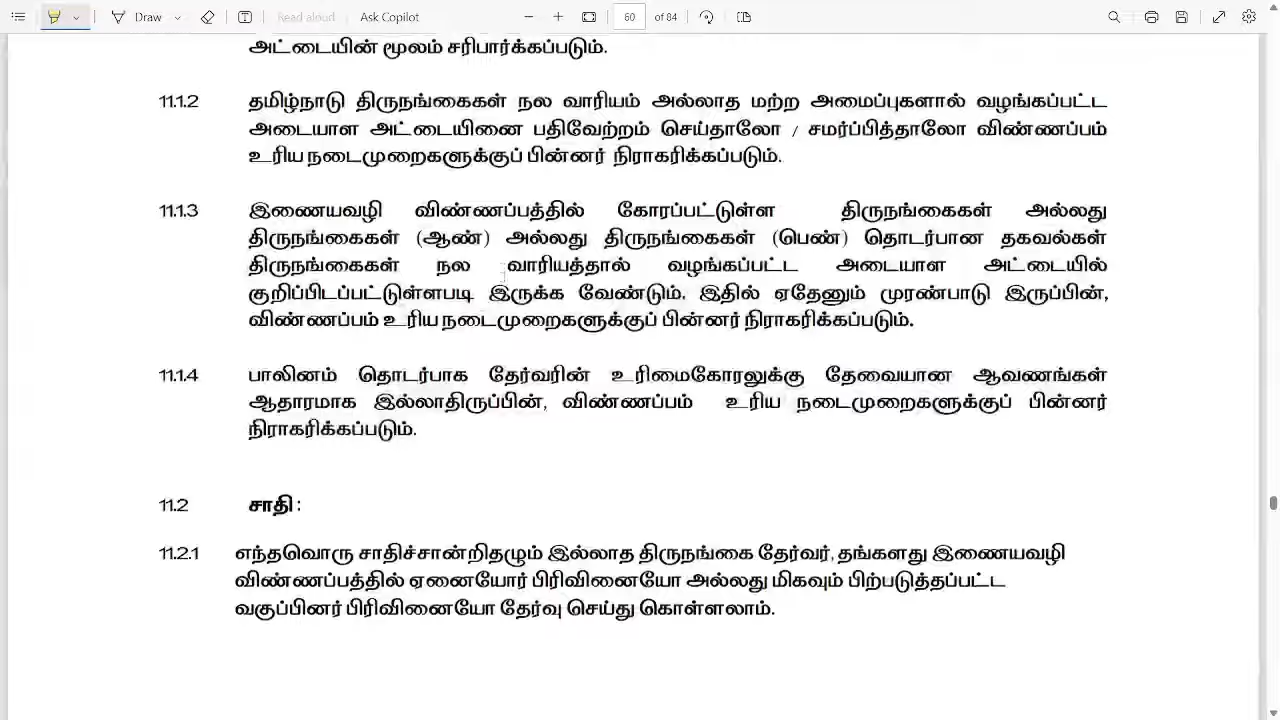 Draw
Read aloud
Ask Copilot
60 of 84
அட்டையின் மூலம் சரிபார்க்கப்படும்.
11.1.2 தமிழ்நாடு திருநங்கைகள் நல வாரியம் அல்லாத மற்ற அமைப்புகளால் வழங்கப்பட்ட
அடையாள அட்டையினை பதிவேற்றம் செய்தாலோ / சமர்ப்பித்தாலோ விண்ணப்பம்
உரிய நடைமுறைகளுக்குப் பின்னர் நிராகரிக்கப்படும்.
11.1.3 இணையவழி விண்ணப்பத்தில் கோரப்பட்டுள்ள திருநங்கைகள் அல்லது
திருநங்கைகள் (ஆண்) அல்லது திருநங்கைகள் (பெண்) தொடர்பான தகவல்கள்
திருநங்கைகள் நல வாரியத்தால் வழங்கப்பட்ட அடையாள அட்டையில்
குறிப்பிடப்பட்டுள்ளபடி இருக்க வேண்டும். இதில் ஏதேனும் முரண்பாடு இருப்பின்,
விண்ணப்பம் உரிய நடைமுறைகளுக்குப் பின்னர் நிராகரிக்கப்படும்.
11.1.4 பாலினம் தொடர்பாக தேர்வரின் உரிமைகோரலுக்கு தேவையான ஆவணங்கள்
ஆதாரமாக இல்லாதிருப்பின், விண்ணப்பம் உரிய நடைமுறைகளுக்குப் பின்னர்
நிராகரிக்கப்படும்.
11.2 சாதி :
11.2.1 எந்தவொரு சாதிச்சான்றிதழும் இல்லாத திருநங்கை தேர்வர், தங்களது இணையவழி
விண்ணப்பத்தில் ஏனையோர் பிரிவினையோ அல்லது மிகவும் பிற்படுத்தப்பட்ட
வகுப்பினர் பிரிவினையோ தேர்வு செய்து கொள்ளலாம்.